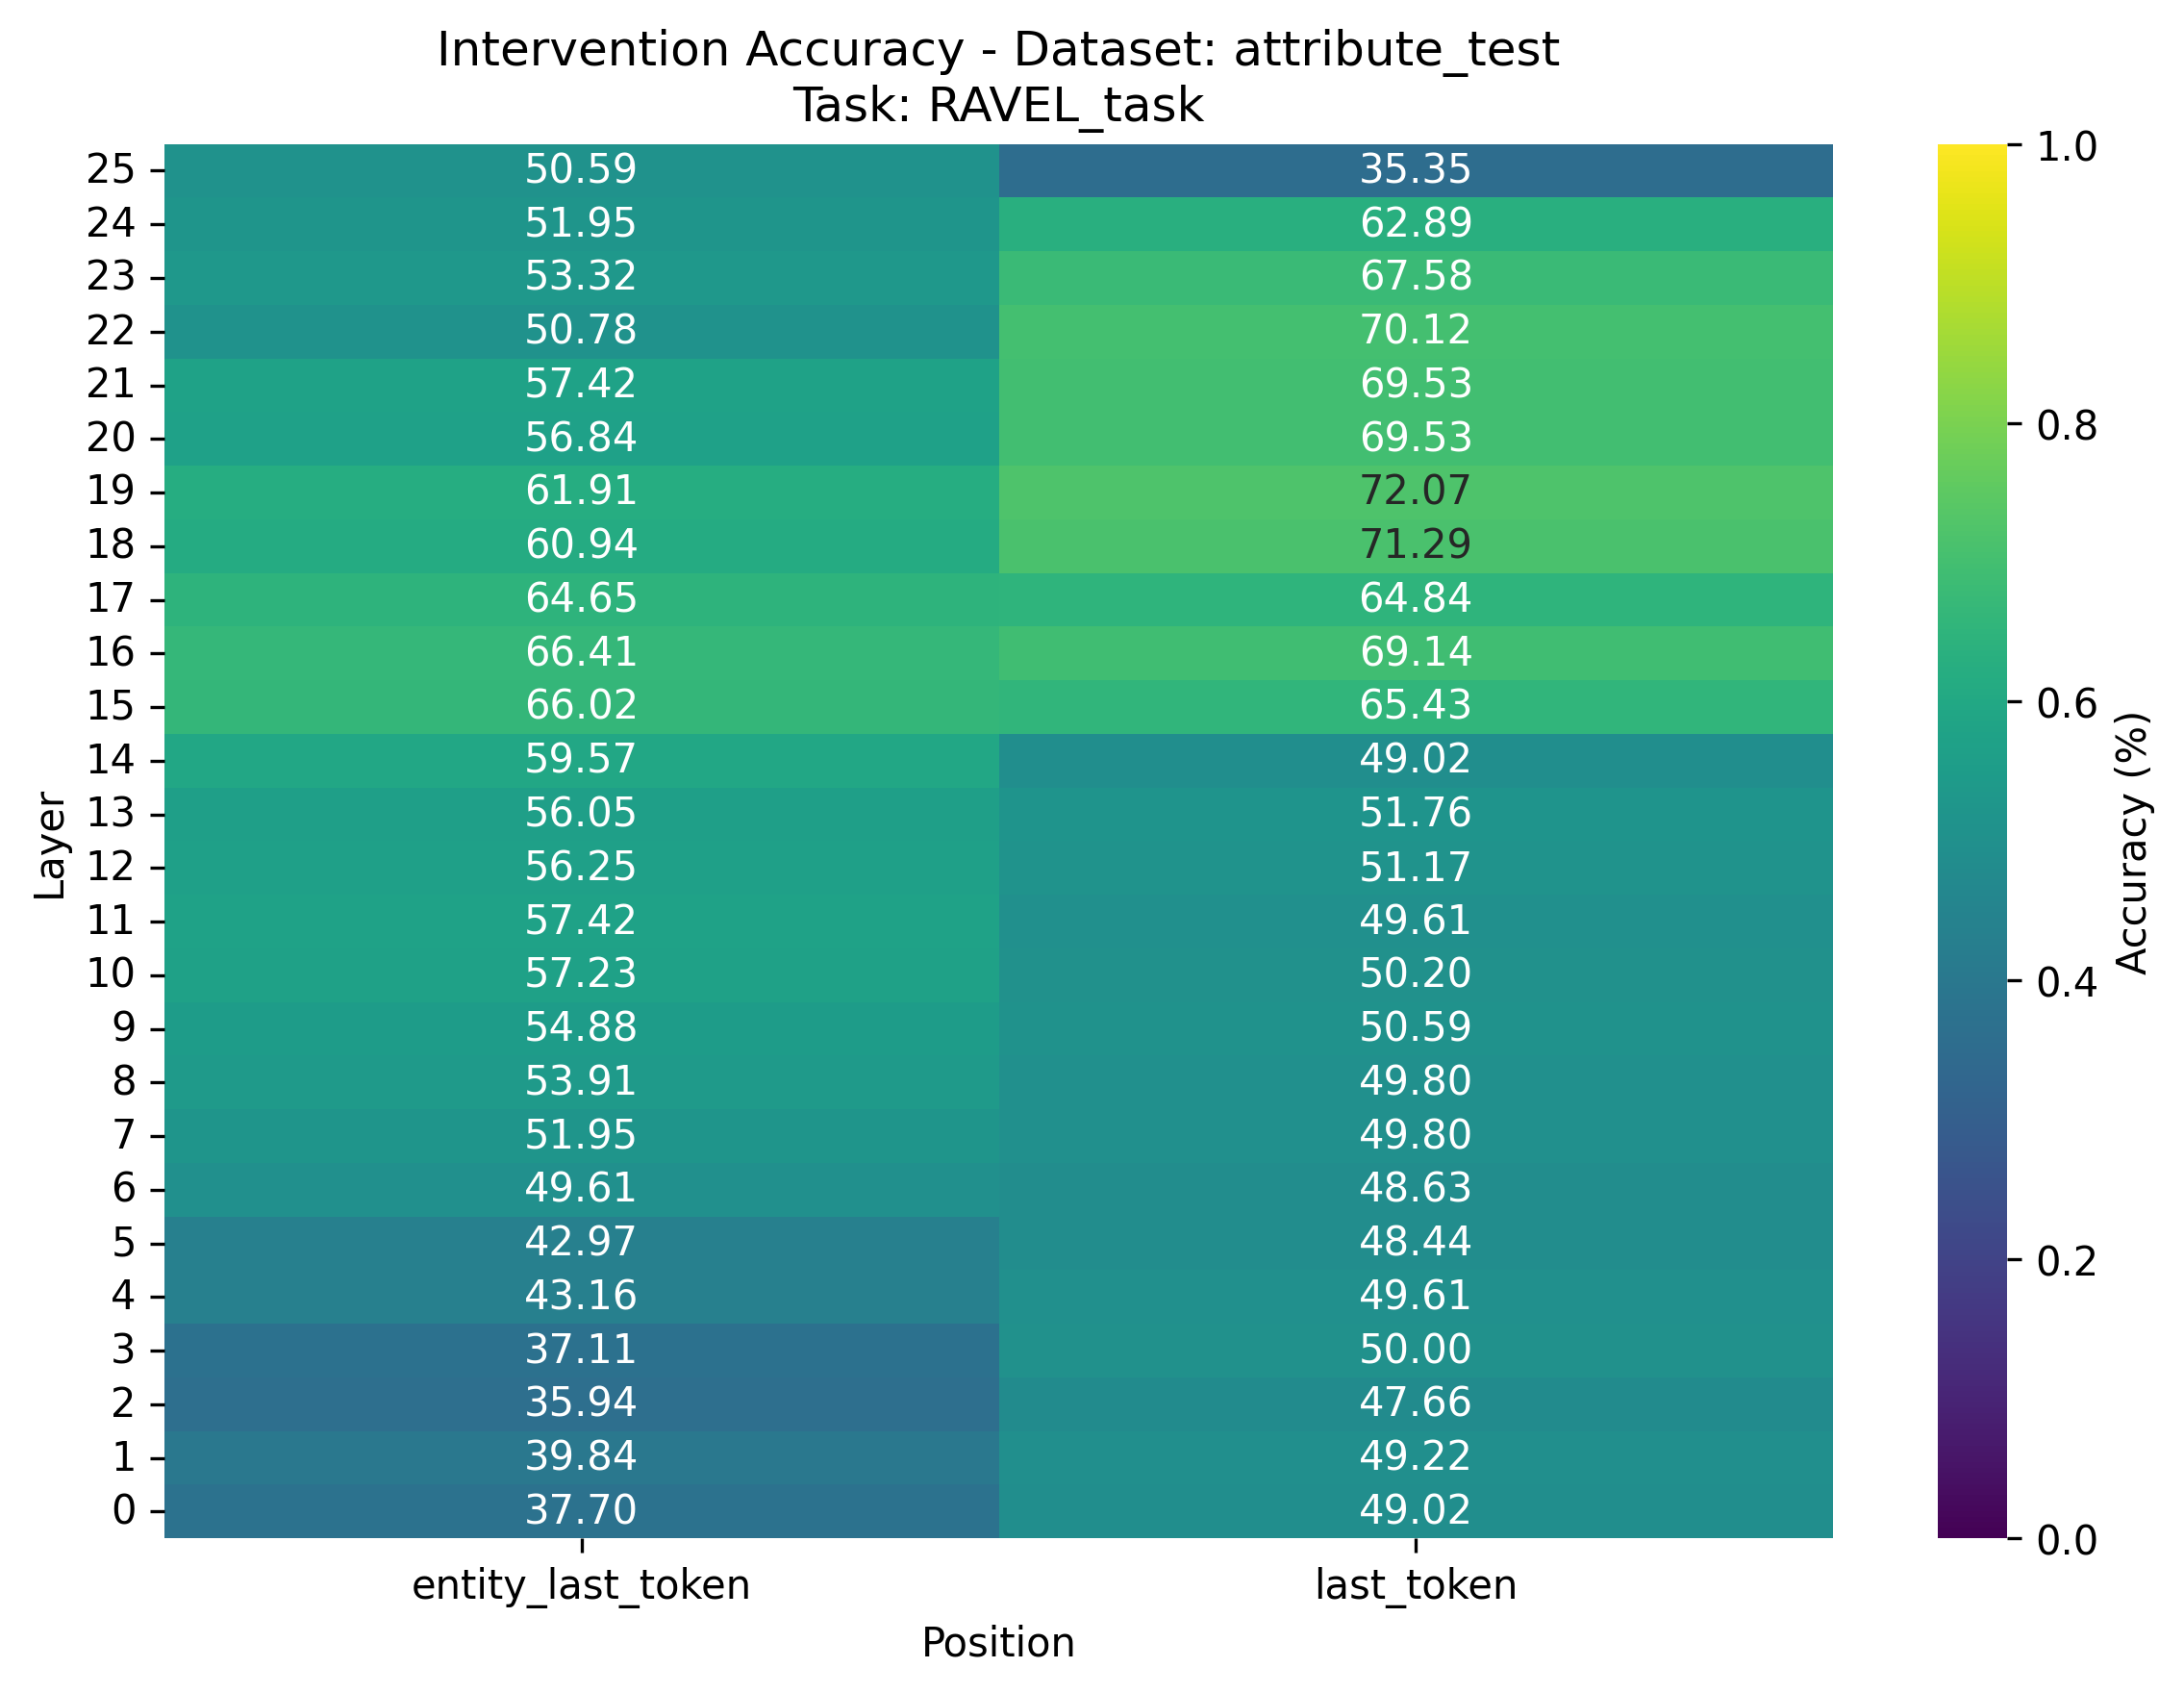 Intervention Accuracy - Dataset: attribute_test
Task: RAVEL_task
25 50.59 35.35
24 51.95 62.89
23 53.32 67.58
22 50.78 70.12
21 57.42 69.53
20 56.84 69.53
19 61.91 72.07
18 60.94 71.29
17 64.65 64.84
16 66.41 69.14
15 66.02 65.43
14 59.57 49.02
13 56.05 51.76
12 56.25 51.17
11 57.42 49.61
10 57.23 50.20
9 54.88 50.59
8 53.91 49.80
7 51.95 49.80
6 49.61 48.63
5 42.97 48.44
4 43.16 49.61
3 37.11 50.00
2 35.94 47.66
1 39.84 49.22
0 37.70 49.02
Layer
entity_last_token last_token
Position
1.0
0.8
0.6
0.4
0.2
0.0
Accuracy (%)